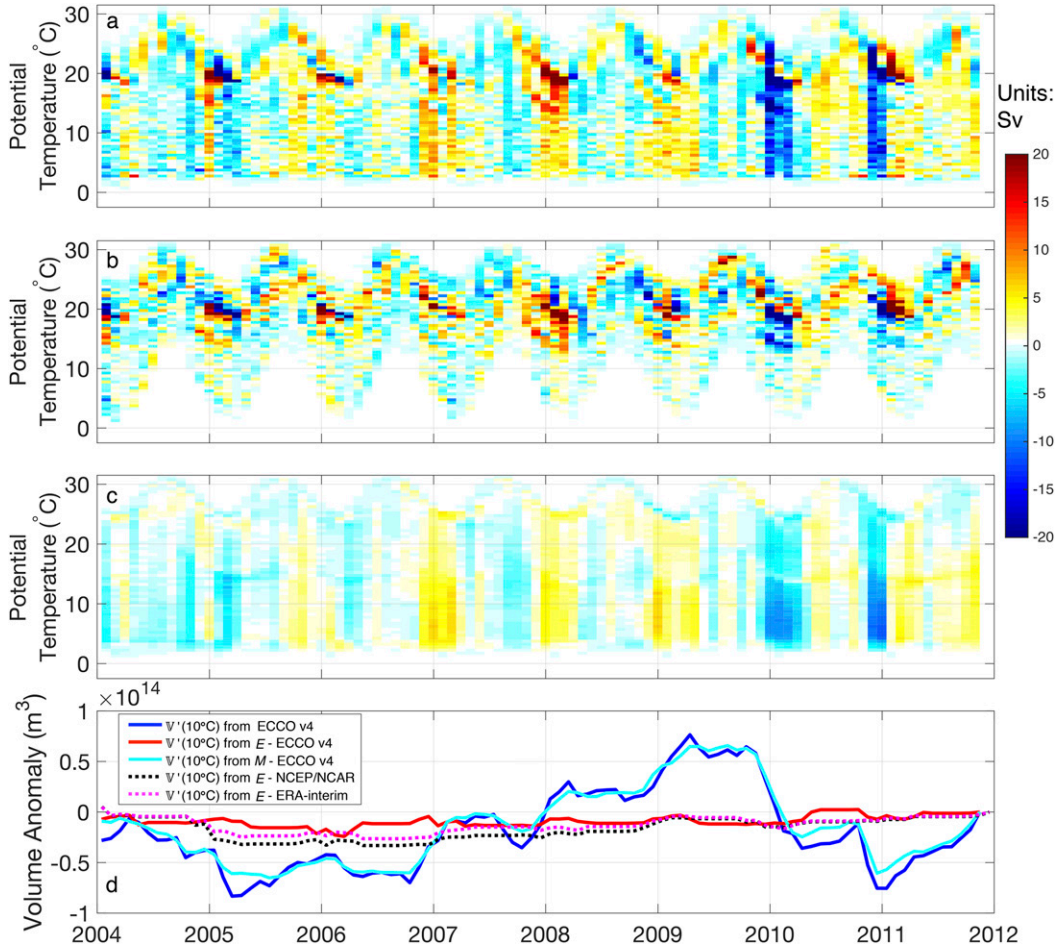 a
Potential
Temperature (°C)
30
20
10
0
Units:
Sv
20
15
10
5
0
-5
-10
-15
-20
b
Potential
Temperature (°C)
30
20
10
0
c
Potential
Temperature (°C)
30
20
10
0
×10¹⁴
Volume Anomaly (m³)
1
0.5
0
-0.5
-1
𝕍'(10°C) from ECCO v4
𝕍'(10°C) from E - ECCO v4
𝕍'(10°C) from M - ECCO v4
𝕍'(10°C) from E - NCEP/NCAR
𝕍'(10°C) from E - ERA-interim
d
2004 2005 2006 2007 2008 2009 2010 2011 2012